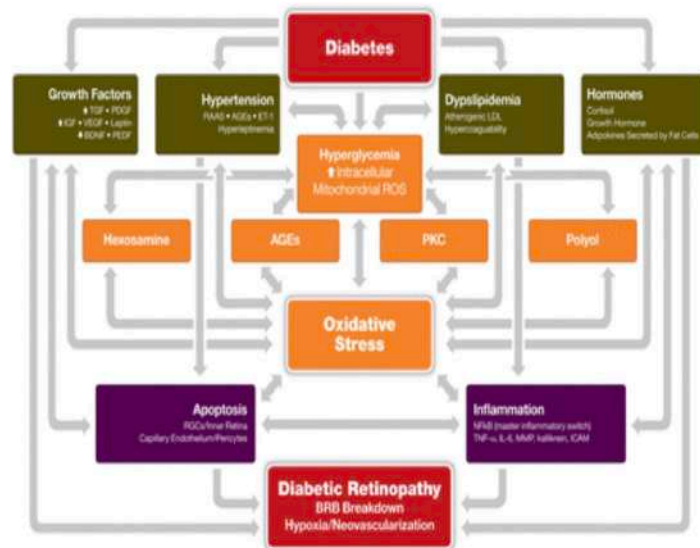 Diabetes
Growth Factors
⬆ TGF • PDGF
⬆ IGF • VEGF • Leptin
⬆ BDNF • PEDF
Hypertension
RAAS • AGEs • ET-1
Hyperleptinemia
Dypslipidemia
Atherogenic LDL
Hypercoaguability
Hormones
Cortisol
Growth Hormone
Adipokines Secreted by Fat Cells
Hyperglycemia
⬆ Intracellular
Mitochondrial ROS
Hexosamine
AGEs
PKC
Polyol
Oxidative
Stress
Apoptosis
RGCs/Inner Retina
Capillary Endothelium/Pericytes
Inflammation
NFkB (master inflammatory switch)
TNF-α, IL-6, MMP, kallikrein, ICAM
Diabetic Retinopathy
BRB Breakdown
Hypoxia/Neovascularization